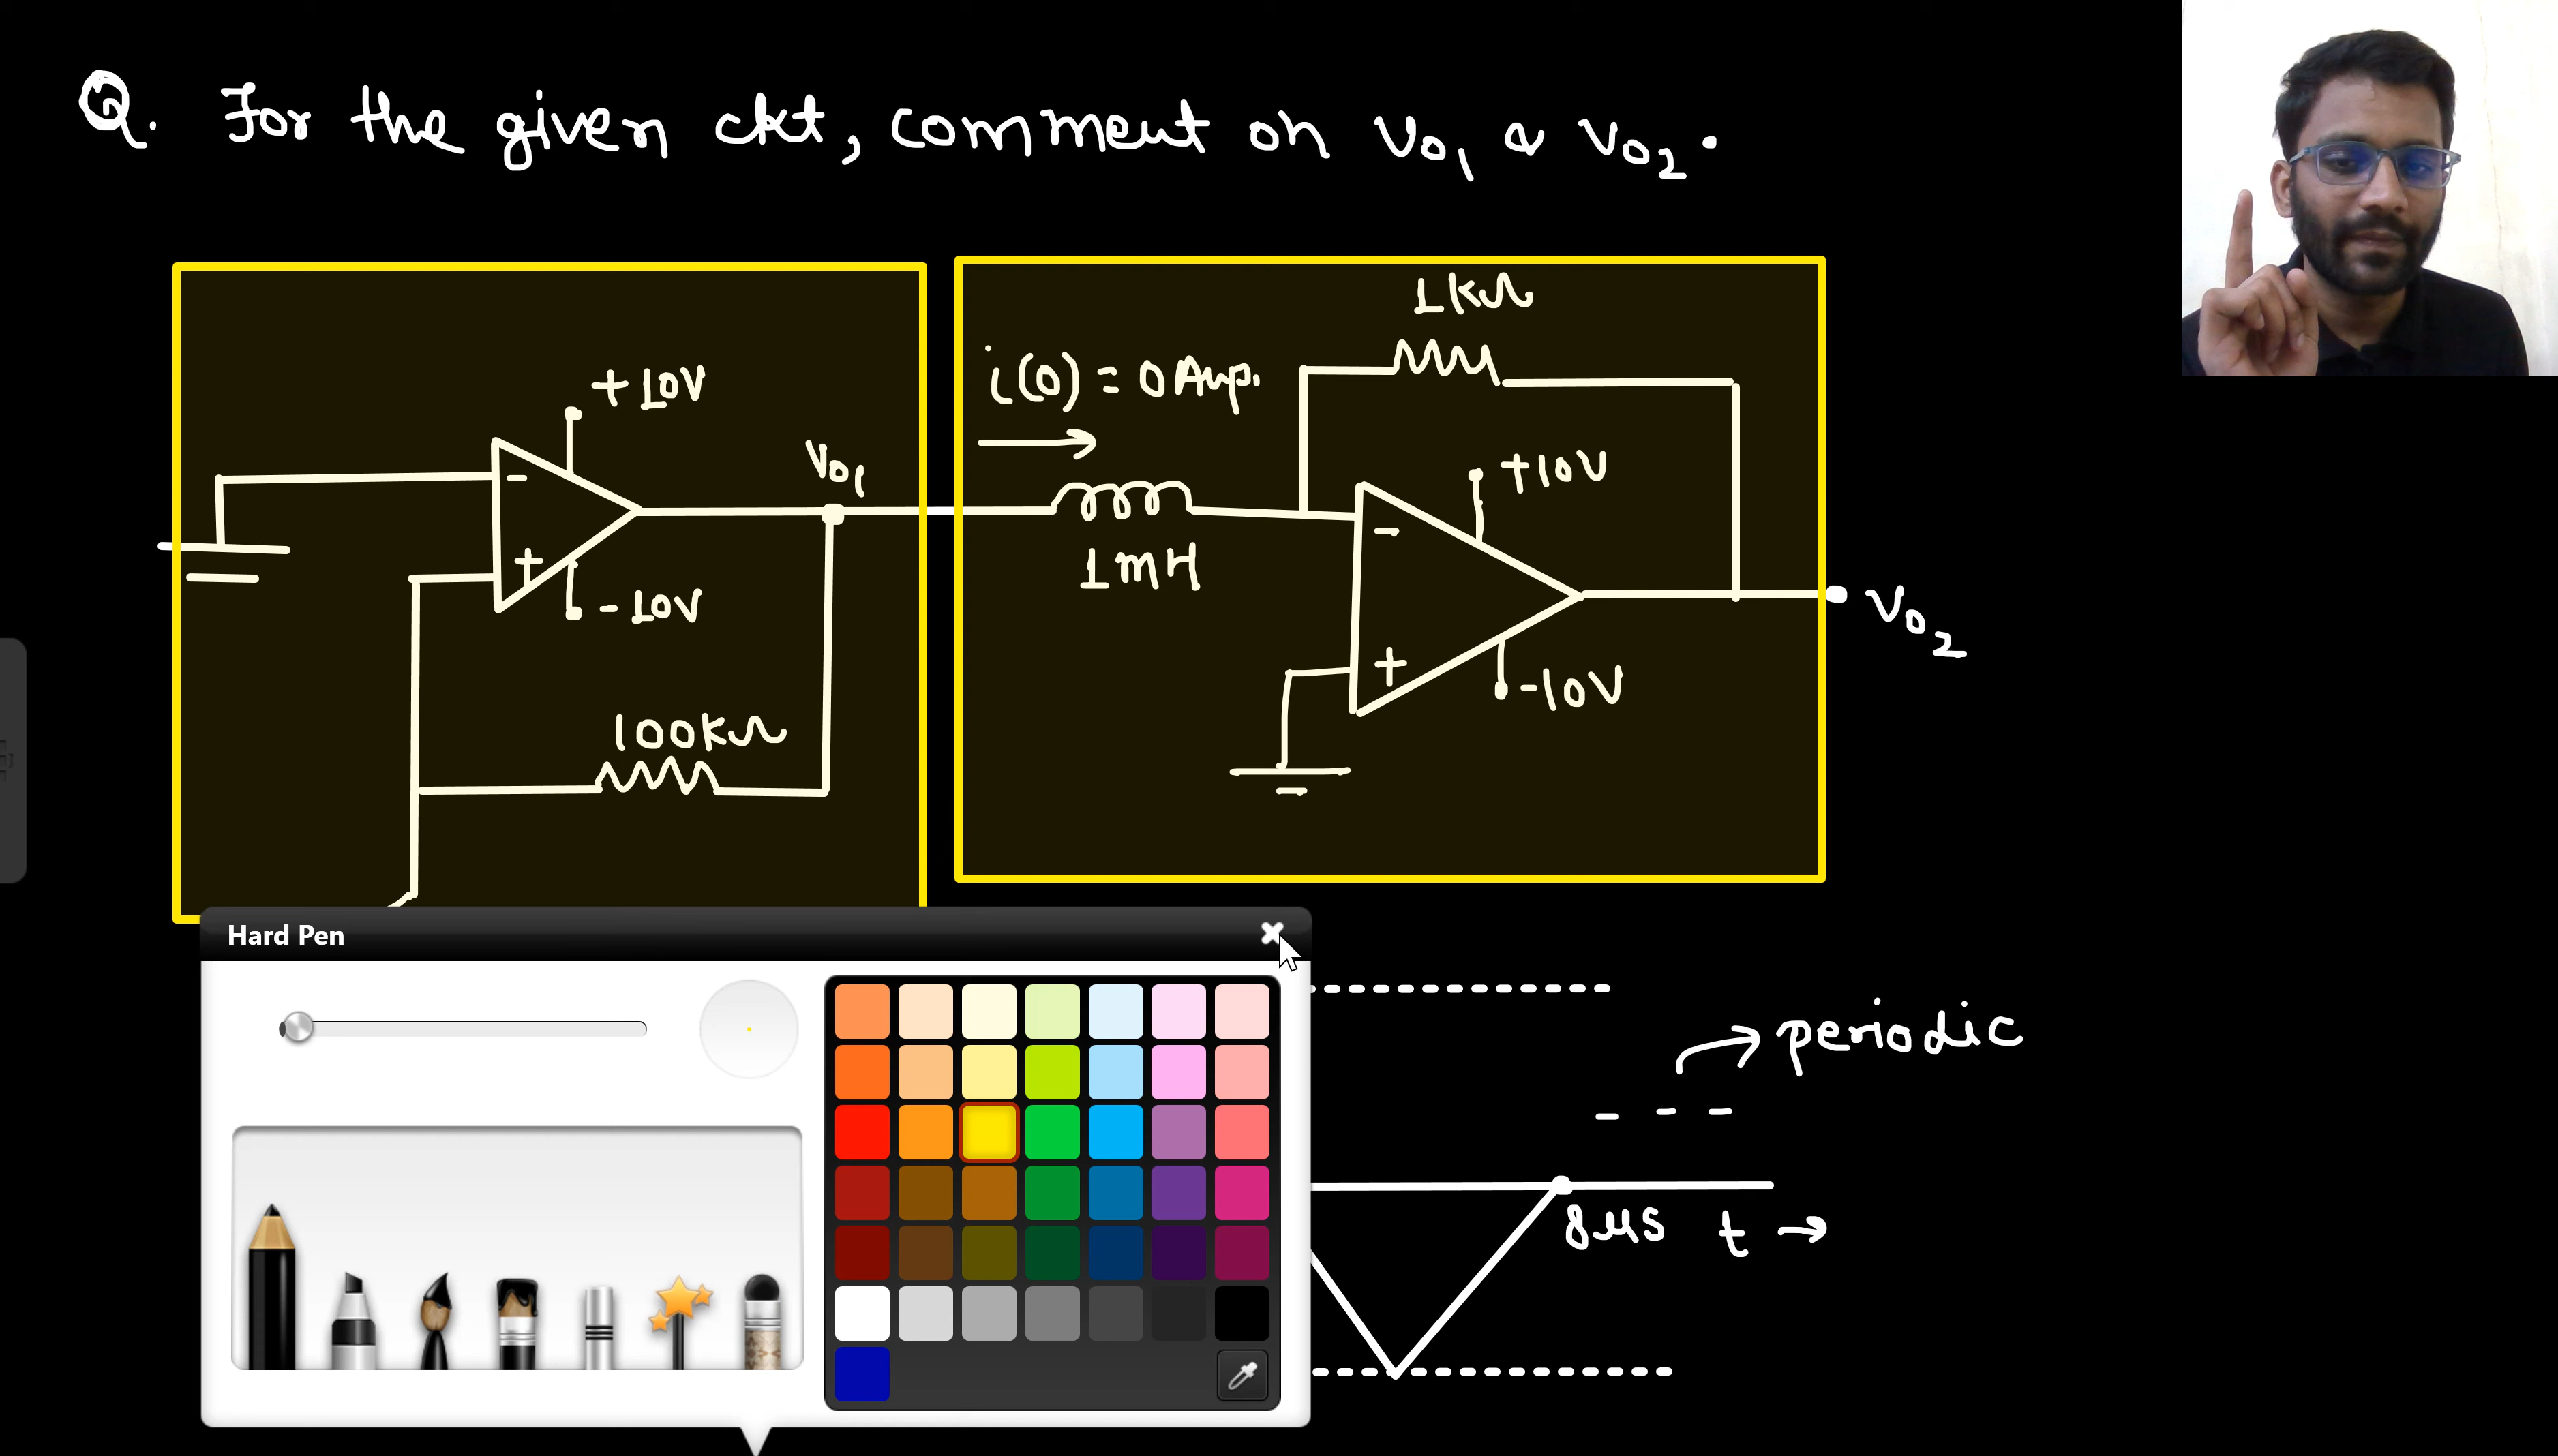 Q. For the given ckt, comment on Vo1 & Vo2.
1kΩ
i(0) = 0 Amp.
+10V
+10V
Vo1
-
-
1mH
+
-10V
Vo2
+
-10V
100kΩ
Hard Pen
periodic
8μs t →